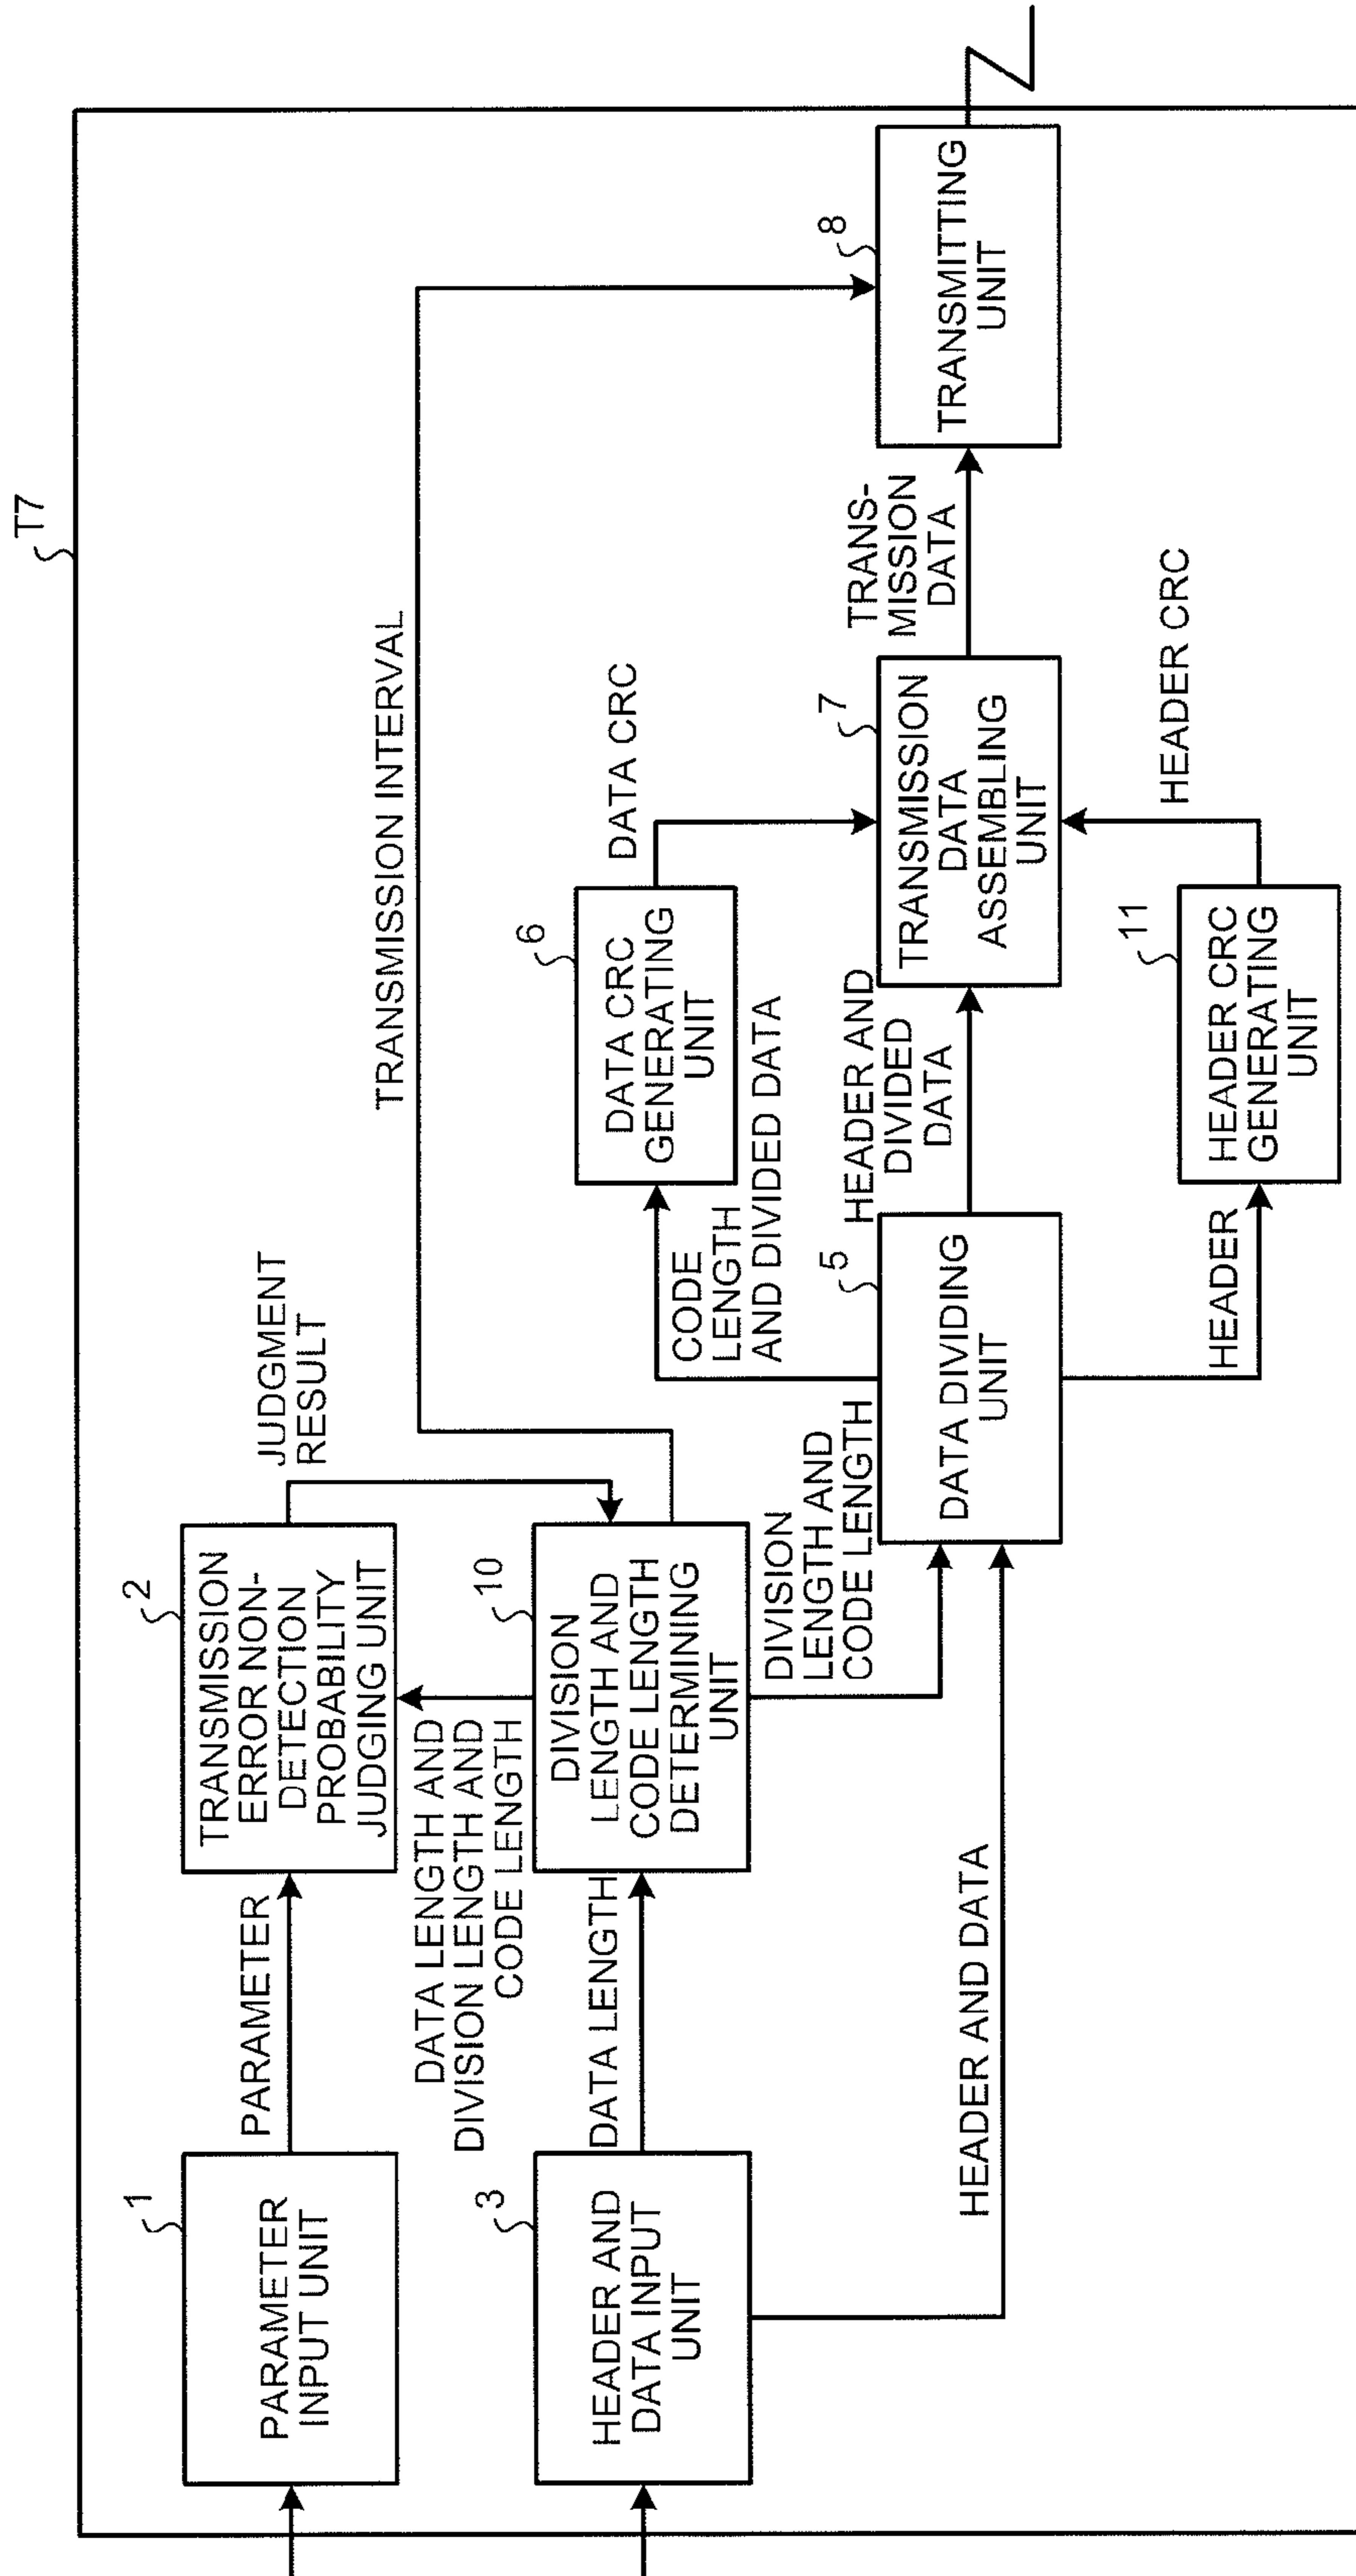 T7
1
PARAMETER
INPUT UNIT
PARAMETER
2
TRANSMISSION
ERROR NON-
DETECTION
PROBABILITY
JUDGING UNIT
JUDGMENT
RESULT
TRANSMISSION INTERVAL
DATA LENGTH AND
DIVISION LENGTH AND
CODE LENGTH
3
HEADER AND
DATA INPUT
UNIT
DATA LENGTH
10
DIVISION
LENGTH AND
CODE LENGTH
DETERMINING
UNIT
DIVISION
LENGTH AND
CODE LENGTH
HEADER AND DATA
5
DATA DIVIDING
UNIT
CODE
LENGTH
AND DIVIDED DATA
6
DATA CRC
GENERATING
UNIT
DATA CRC
HEADER AND
DIVIDED
DATA
7
TRANSMISSION
DATA
ASSEMBLING
UNIT
TRANS-
MISSION
DATA
8
TRANSMITTING
UNIT
HEADER
11
HEADER CRC
GENERATING
UNIT
HEADER CRC